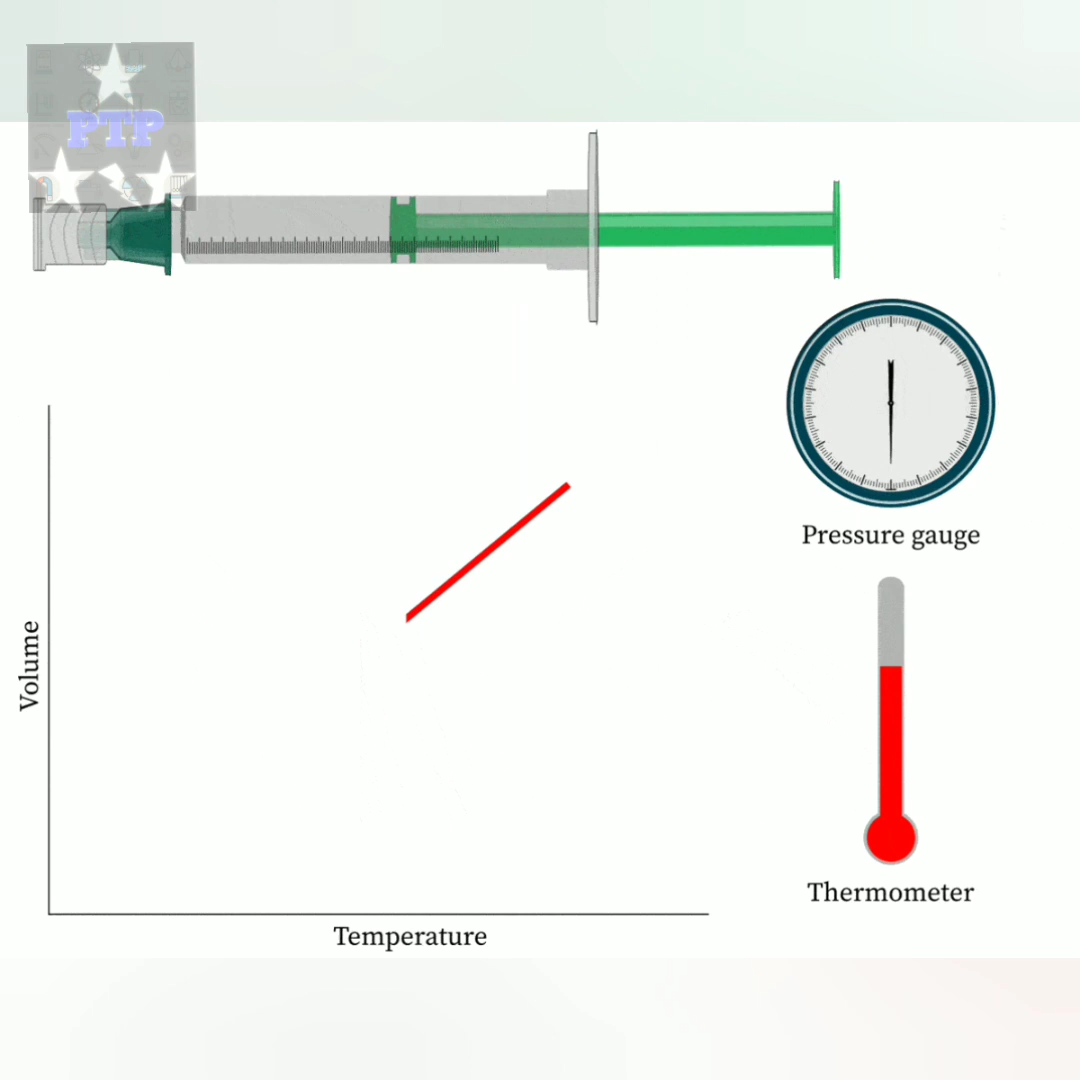 PTP
Pressure gauge
Volume
Thermometer
Temperature